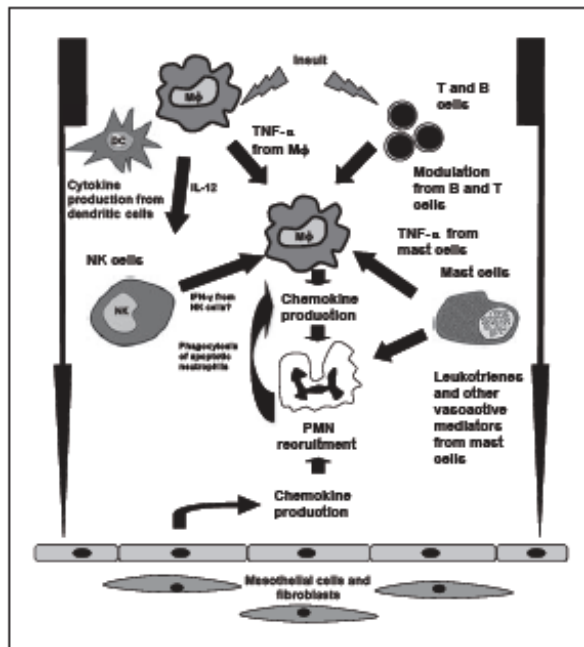 Insult
Mϕ
T and B
cells
DC
TNF-α
from Mϕ
Cytokine
production from
dendritic cells
IL-12
Modulation
from B and T
cells
Mϕ
TNF-α from
mast cells
NK cells
Mast cells
NK
IFN-γ from
NK cells?
Chemokine
production
Phagocytosis
of apoptotic
neutrophils
PMN
recruitment
Leukotrienes
and other
vasoactive
mediators
from mast
cells
Chemokine
production
Mesothelial cells and
fibroblasts